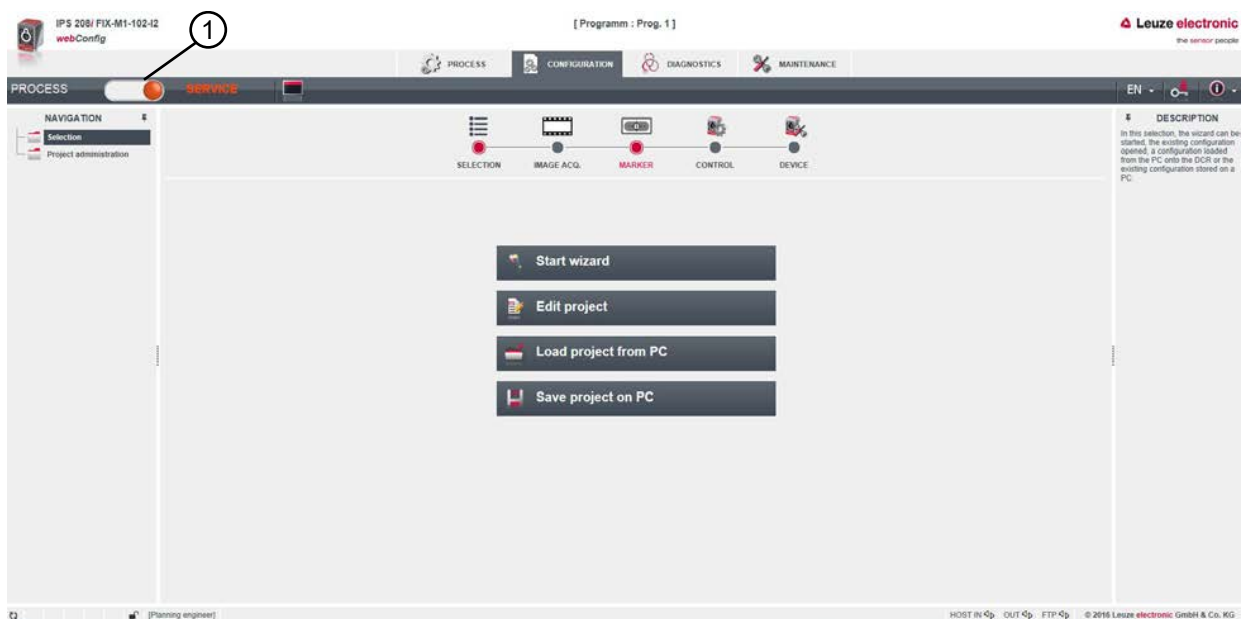 IPS 208i FIX-M1-102-I2
webConfig
1
[ Programm : Prog. 1 ]
Leuze electronic
the sensor people
PROCESS
CONFIGURATION
DIAGNOSTICS
MAINTENANCE
PROCESS
SERVICE
EN
NAVIGATION
Selection
Project administration
SELECTION
IMAGE ACQ.
MARKER
CONTROL
DEVICE
DESCRIPTION
In this selection, the wizard can be
started, the existing configuration
opened, a configuration loaded
from the PC onto the DCR or the
existing configuration stored on a
PC.
Start wizard
Edit project
Load project from PC
Save project on PC
[Planning engineer]
HOST IN OUT FTP © 2016 Leuze electronic GmbH & Co. KG